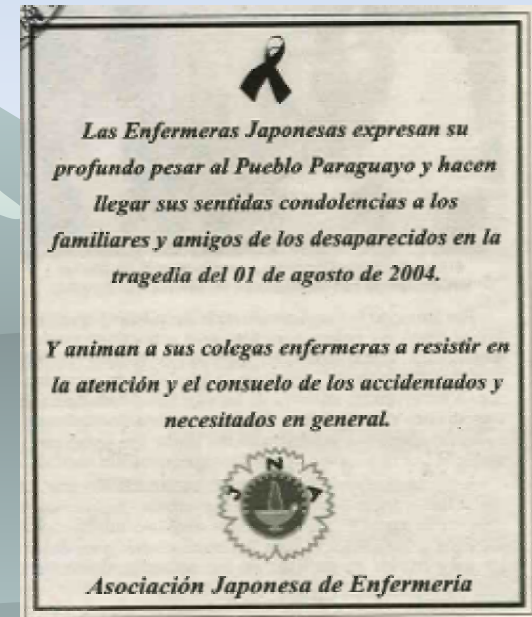 Las Enfermeras Japonesas expresan su
profundo pesar al Pueblo Paraguayo y hacen
llegar sus sentidas condolencias a los
familiares y amigos de los desaparecidos en la
tragedia del 01 de agosto de 2004.
Y animan a sus colegas enfermeras a resistir en
la atención y el consuelo de los accidentados y
necesitados en general.
J N A
Asociación Japonesa de Enfermería